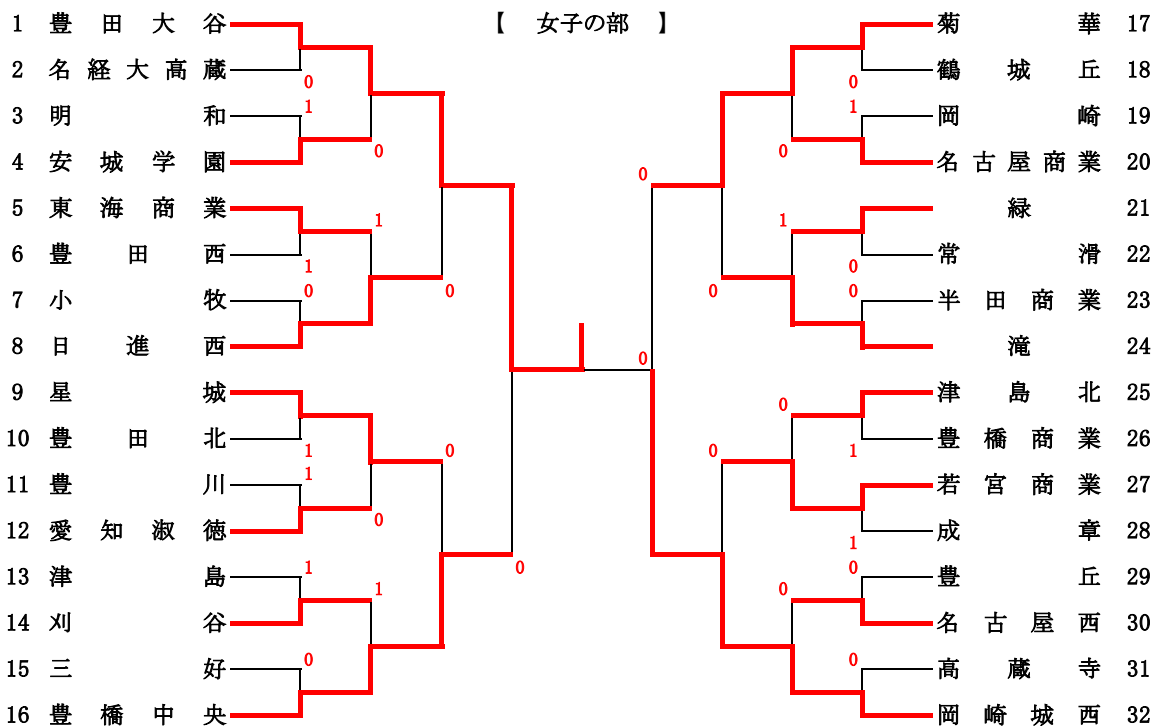 【 女子の部 】
1 豊田大谷
2 名経大高蔵
0
3 明和
1
4 安城学園
0
5 東海商業
1
6 豊田西
1
7 小牧
0
0
8 日進西
9 星城
10 豊田北
1
0
11 豊川
1
12 愛知淑徳
0
13 津島
1
0
14 刈谷
1
15 三好
0
16 豊橋中央
菊華 17
鶴城丘 18
0
岡崎 19
1
名古屋商業 20
0
0
緑 21
1
常滑 22
0
半田商業 23
0
0
滝 24
0
津島北 25
0
豊橋商業 26
1
0
若宮商業 27
成章 28
1
豊丘 29
0
名古屋西 30
0
高蔵寺 31
0
岡崎城西 32